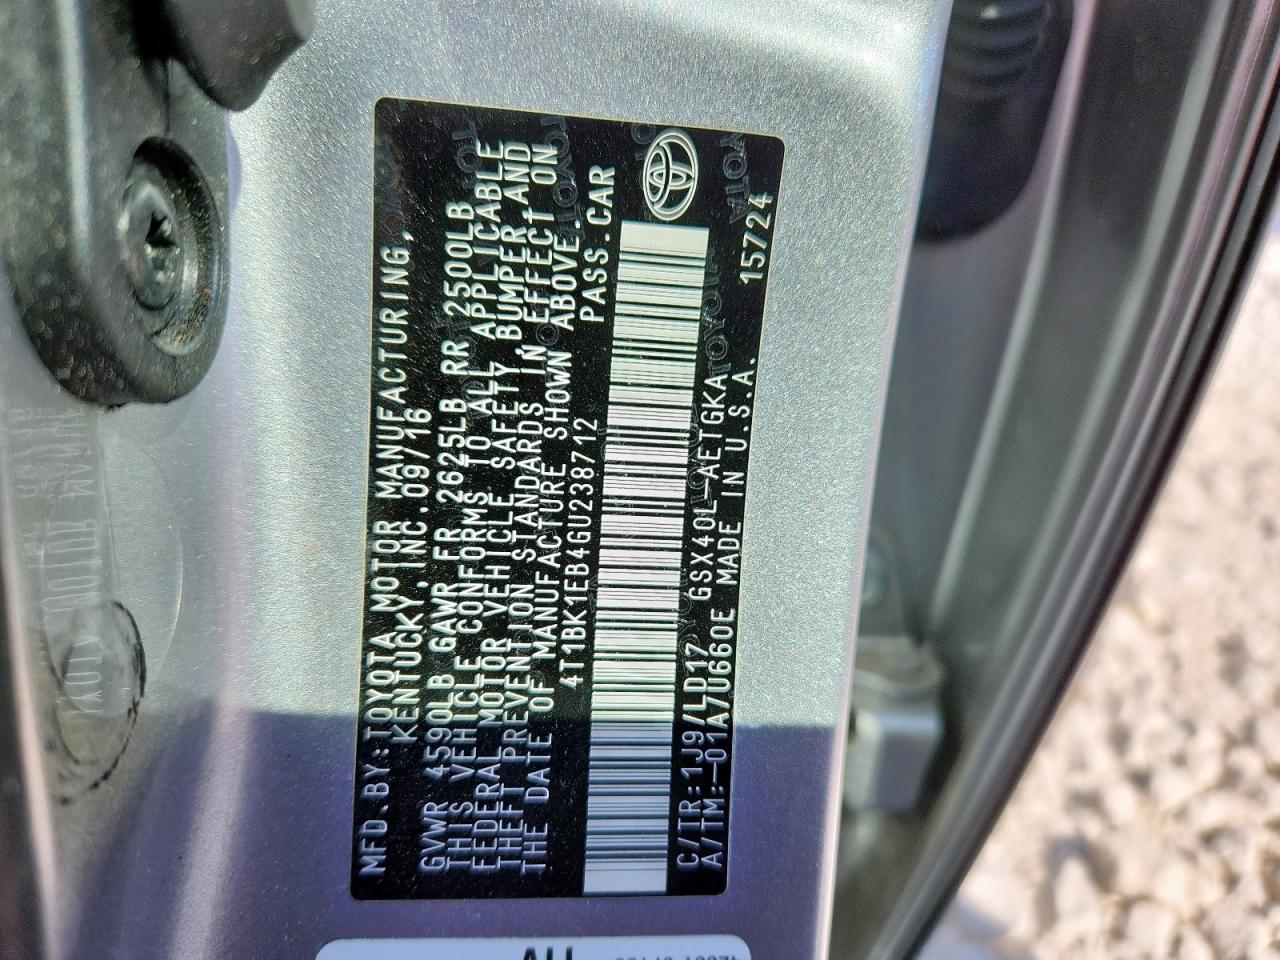 MFD.BY:TOYOTA MOTOR MANUFACTURING,
KENTUCKY,INC.09/16
GVWR 4590LB GAWR FR 2625LB RR 2500LB
THIS VEHICLE CONFORMS TO ALL APPLICABLE
FEDERAL MOTOR VEHICLE SAFETY BUMPER AND
THEFT PREVENTION STANDARDS IN EFFECT ON
THE DATE OF MANUFACTURE SHOWN ABOVE.
4T1BK1EB4GU238712 PASS.CAR
C/TR:1J9/LD17 GSX40L-AETGKA
A/TM:-01A/U660E MADE IN U.S.A. 15724